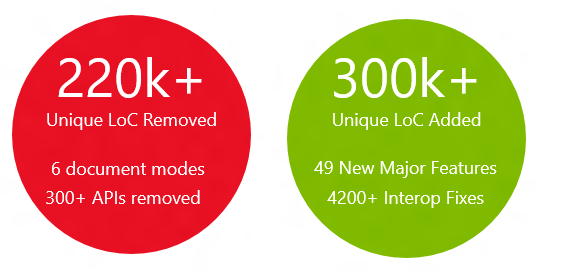 220k+
Unique LoC Removed
6 document modes
300+ APIs removed
300k+
Unique LoC Added
49 New Major Features
4200+ Interop Fixes